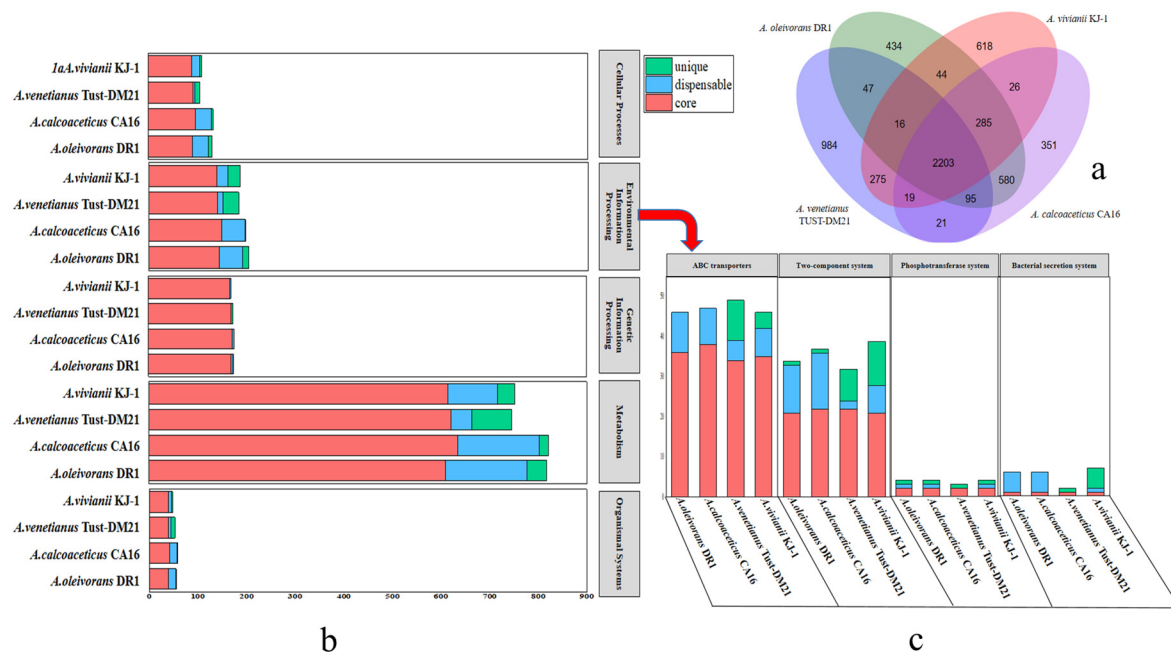 1aA.vivianii KJ-1
A.venetianus Tust-DM21
A.calcoaceticus CA16
A.oleivorans DR1
Cellular Processes
A.vivianii KJ-1
A.venetianus Tust-DM21
A.calcoaceticus CA16
A.oleivorans DR1
Environmental
Information
Processing
A.vivianii KJ-1
A.venetianus Tust-DM21
A.calcoaceticus CA16
A.oleivorans DR1
Genetic
Information
Processing
A.vivianii KJ-1
A.venetianus Tust-DM21
A.calcoaceticus CA16
A.oleivorans DR1
Metabolism
A.vivianii KJ-1
A.venetianus Tust-DM21
A.calcoaceticus CA16
A.oleivorans DR1
Organismal Systems
0 100 200 300 400 500 600 700 800 900
b
unique
dispensable
core
A. oleivorans DR1
A. vivianii KJ-1
434
618
44
47
26
16
285
984
351
2203
275
580
19
95
21
A. venetianus
TUST-DM21
A. calcoaceticus CA16
a
ABC transporters
Two-component system
Phosphotransferase system
Bacterial secretion system
A.oleivorans DR1
A.calcoaceticus CA16
A.venetianus Tust-DM21
A.vivianii KJ-1
A.oleivorans DR1
A.calcoaceticus CA16
A.venetianus Tust-DM21
A.vivianii KJ-1
A.oleivorans DR1
A.calcoaceticus CA16
A.venetianus Tust-DM21
A.vivianii KJ-1
A.oleivorans DR1
A.calcoaceticus CA16
A.venetianus Tust-DM21
A.vivianii KJ-1
c